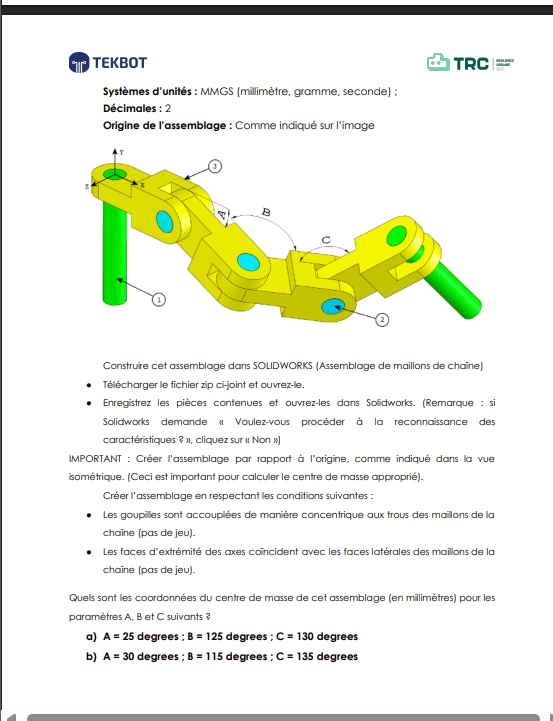 TEKBOT
TRC RÉSILIENCE URBAINE
Systèmes d'unités : MMGS (millimètre, gramme, seconde) ;
Décimales : 2
Origine de l'assemblage : Comme indiqué sur l'image
Y
Z
X
3
A
B
C
1
2
Construire cet assemblage dans SOLIDWORKS (Assemblage de maillons de chaîne)
• Télécharger le fichier zip ci-joint et ouvrez-le.
• Enregistrez les pièces contenues et ouvrez-les dans Solidworks. (Remarque : si
Solidworks demande « Voulez-vous procéder à la reconnaissance des
caractéristiques ? », cliquez sur « Non »)
IMPORTANT : Créer l'assemblage par rapport à l'origine, comme indiqué dans la vue
isométrique. (Ceci est important pour calculer le centre de masse approprié).
Créer l'assemblage en respectant les conditions suivantes :
• Les goupilles sont accouplées de manière concentrique aux trous des maillons de la
chaîne (pas de jeu).
• Les faces d'extrémité des axes coïncident avec les faces latérales des maillons de la
chaîne (pas de jeu).
Quels sont les coordonnées du centre de masse de cet assemblage (en millimètres) pour les
paramètres A, B et C suivants ?
a) A = 25 degrees ; B = 125 degrees ; C = 130 degrees
b) A = 30 degrees ; B = 115 degrees ; C = 135 degrees